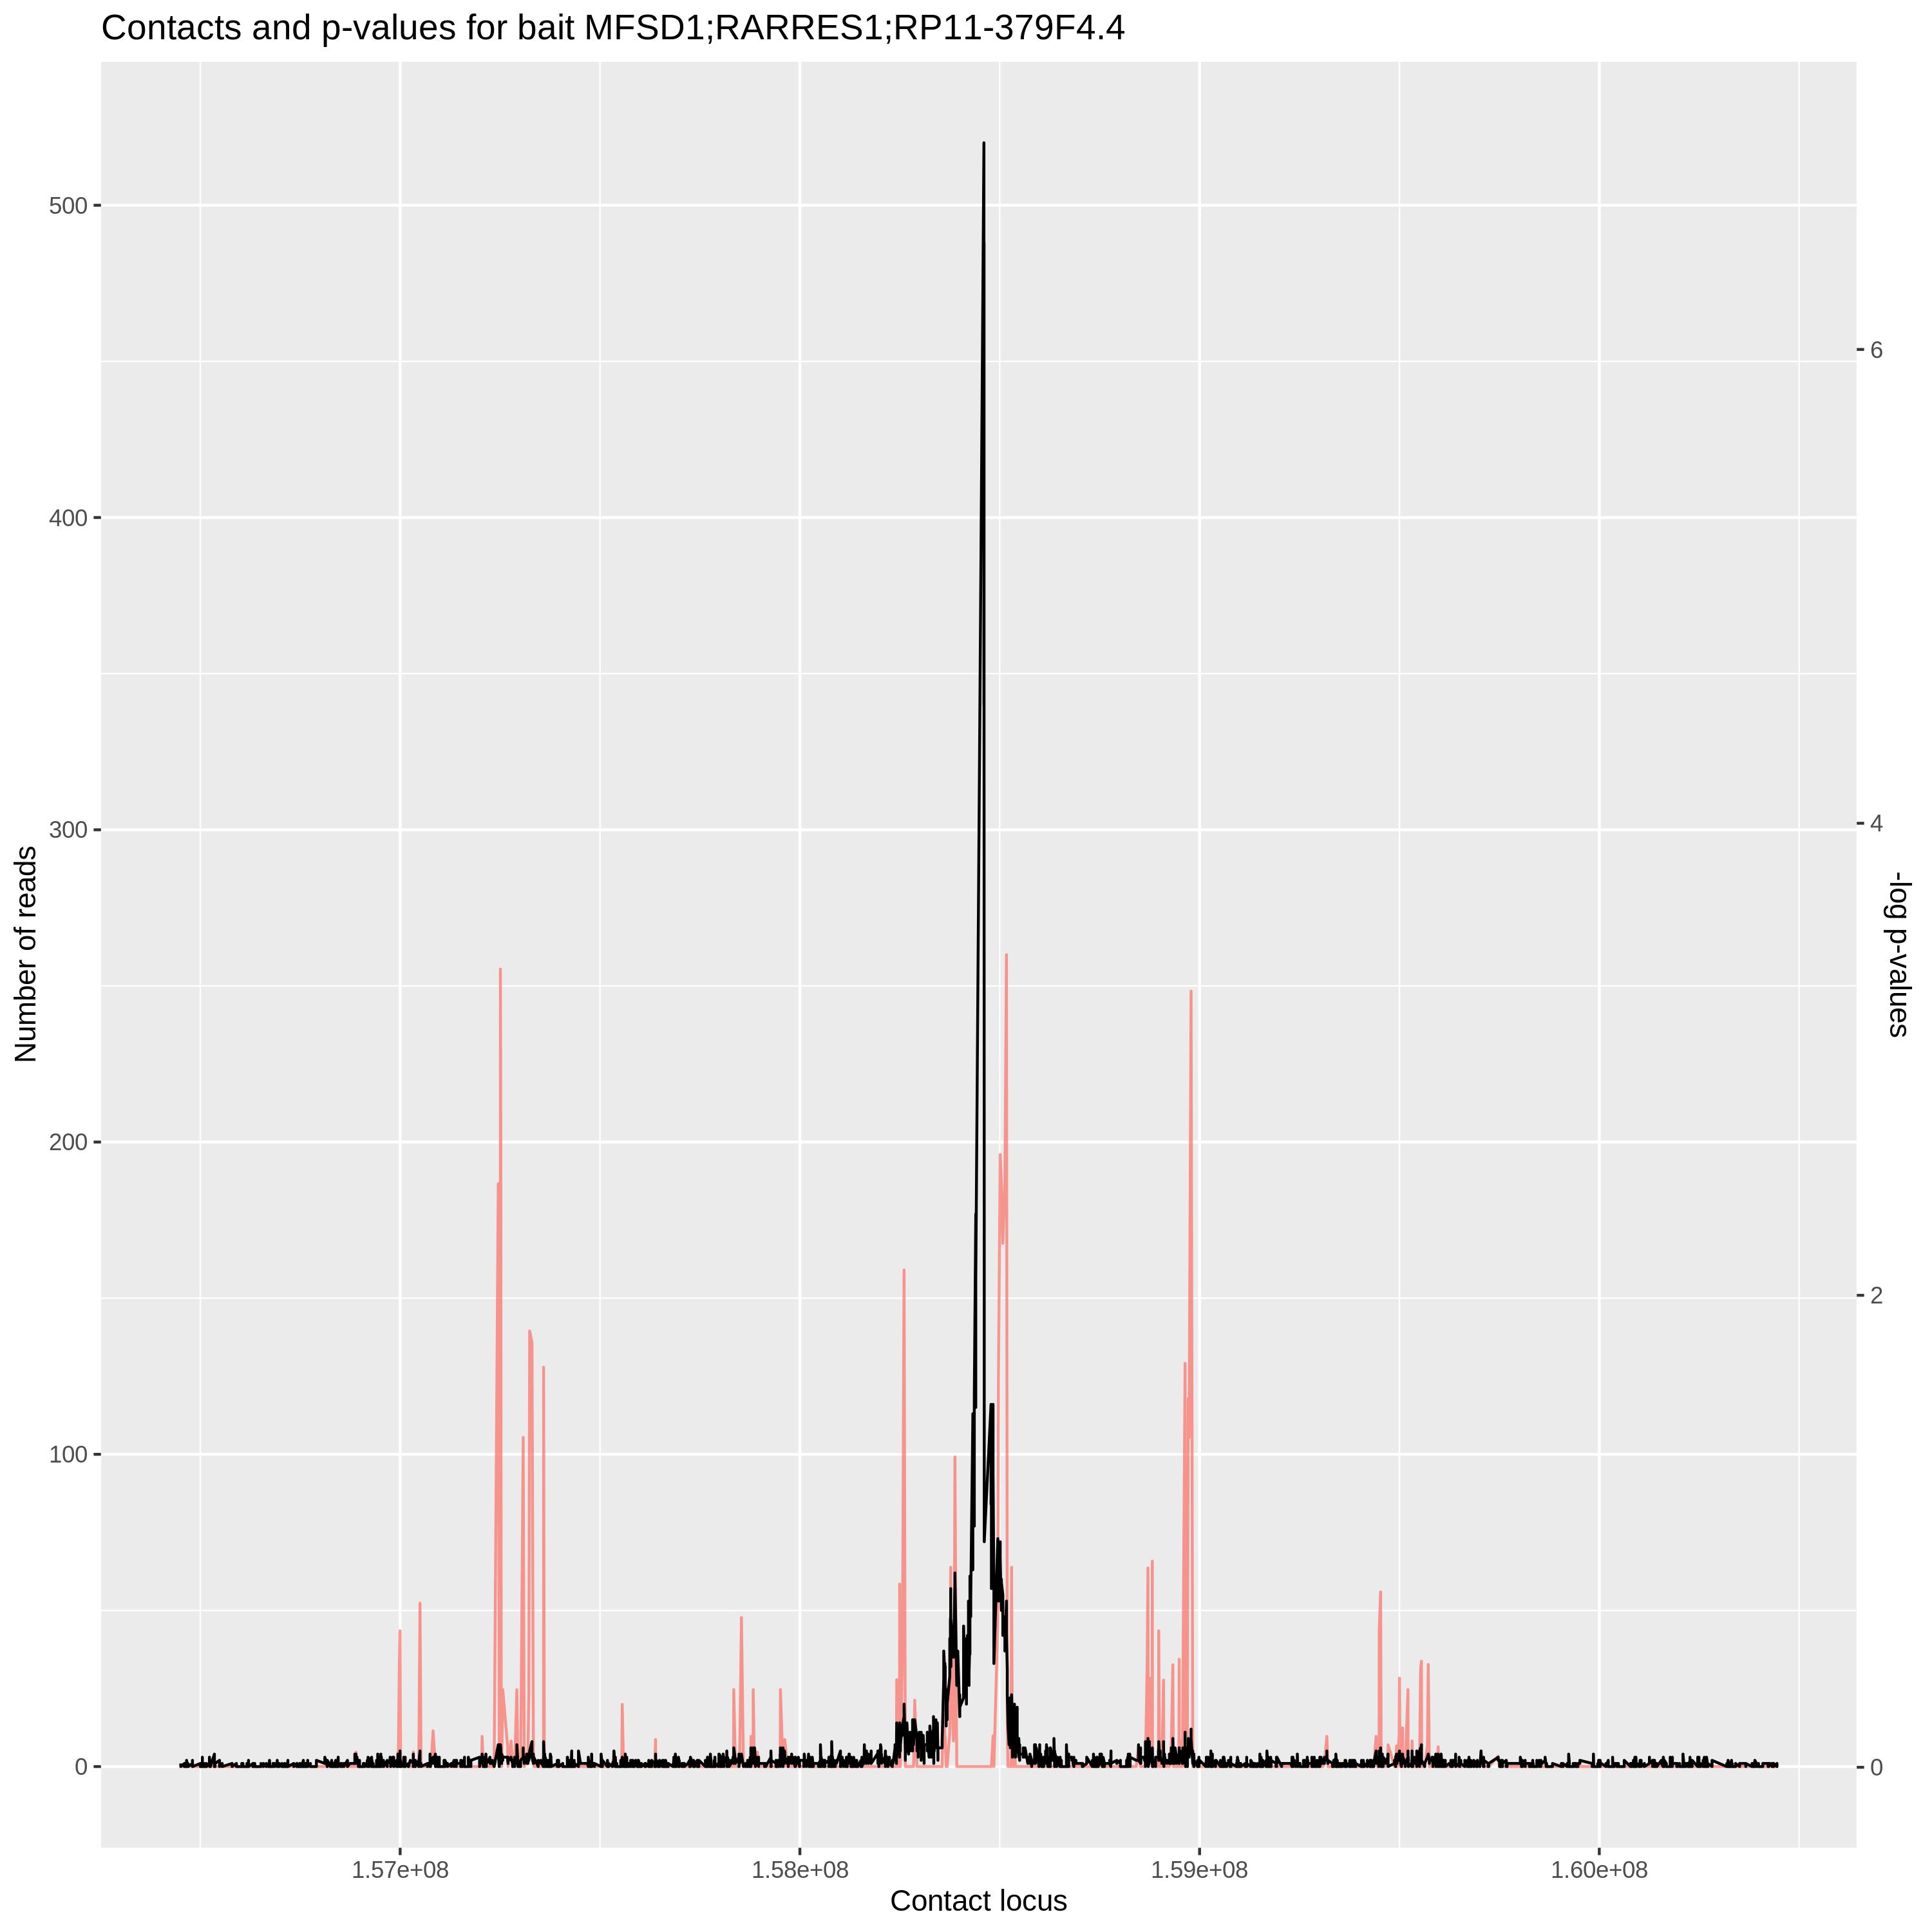 Contacts and p-values for bait MFSD1;RARRES1;RP11-379F4.4
500
400
300
200
100
0
Number of reads
6
4
2
0
-log p-values
1.57e+08 1.58e+08 1.59e+08 1.60e+08
Contact locus